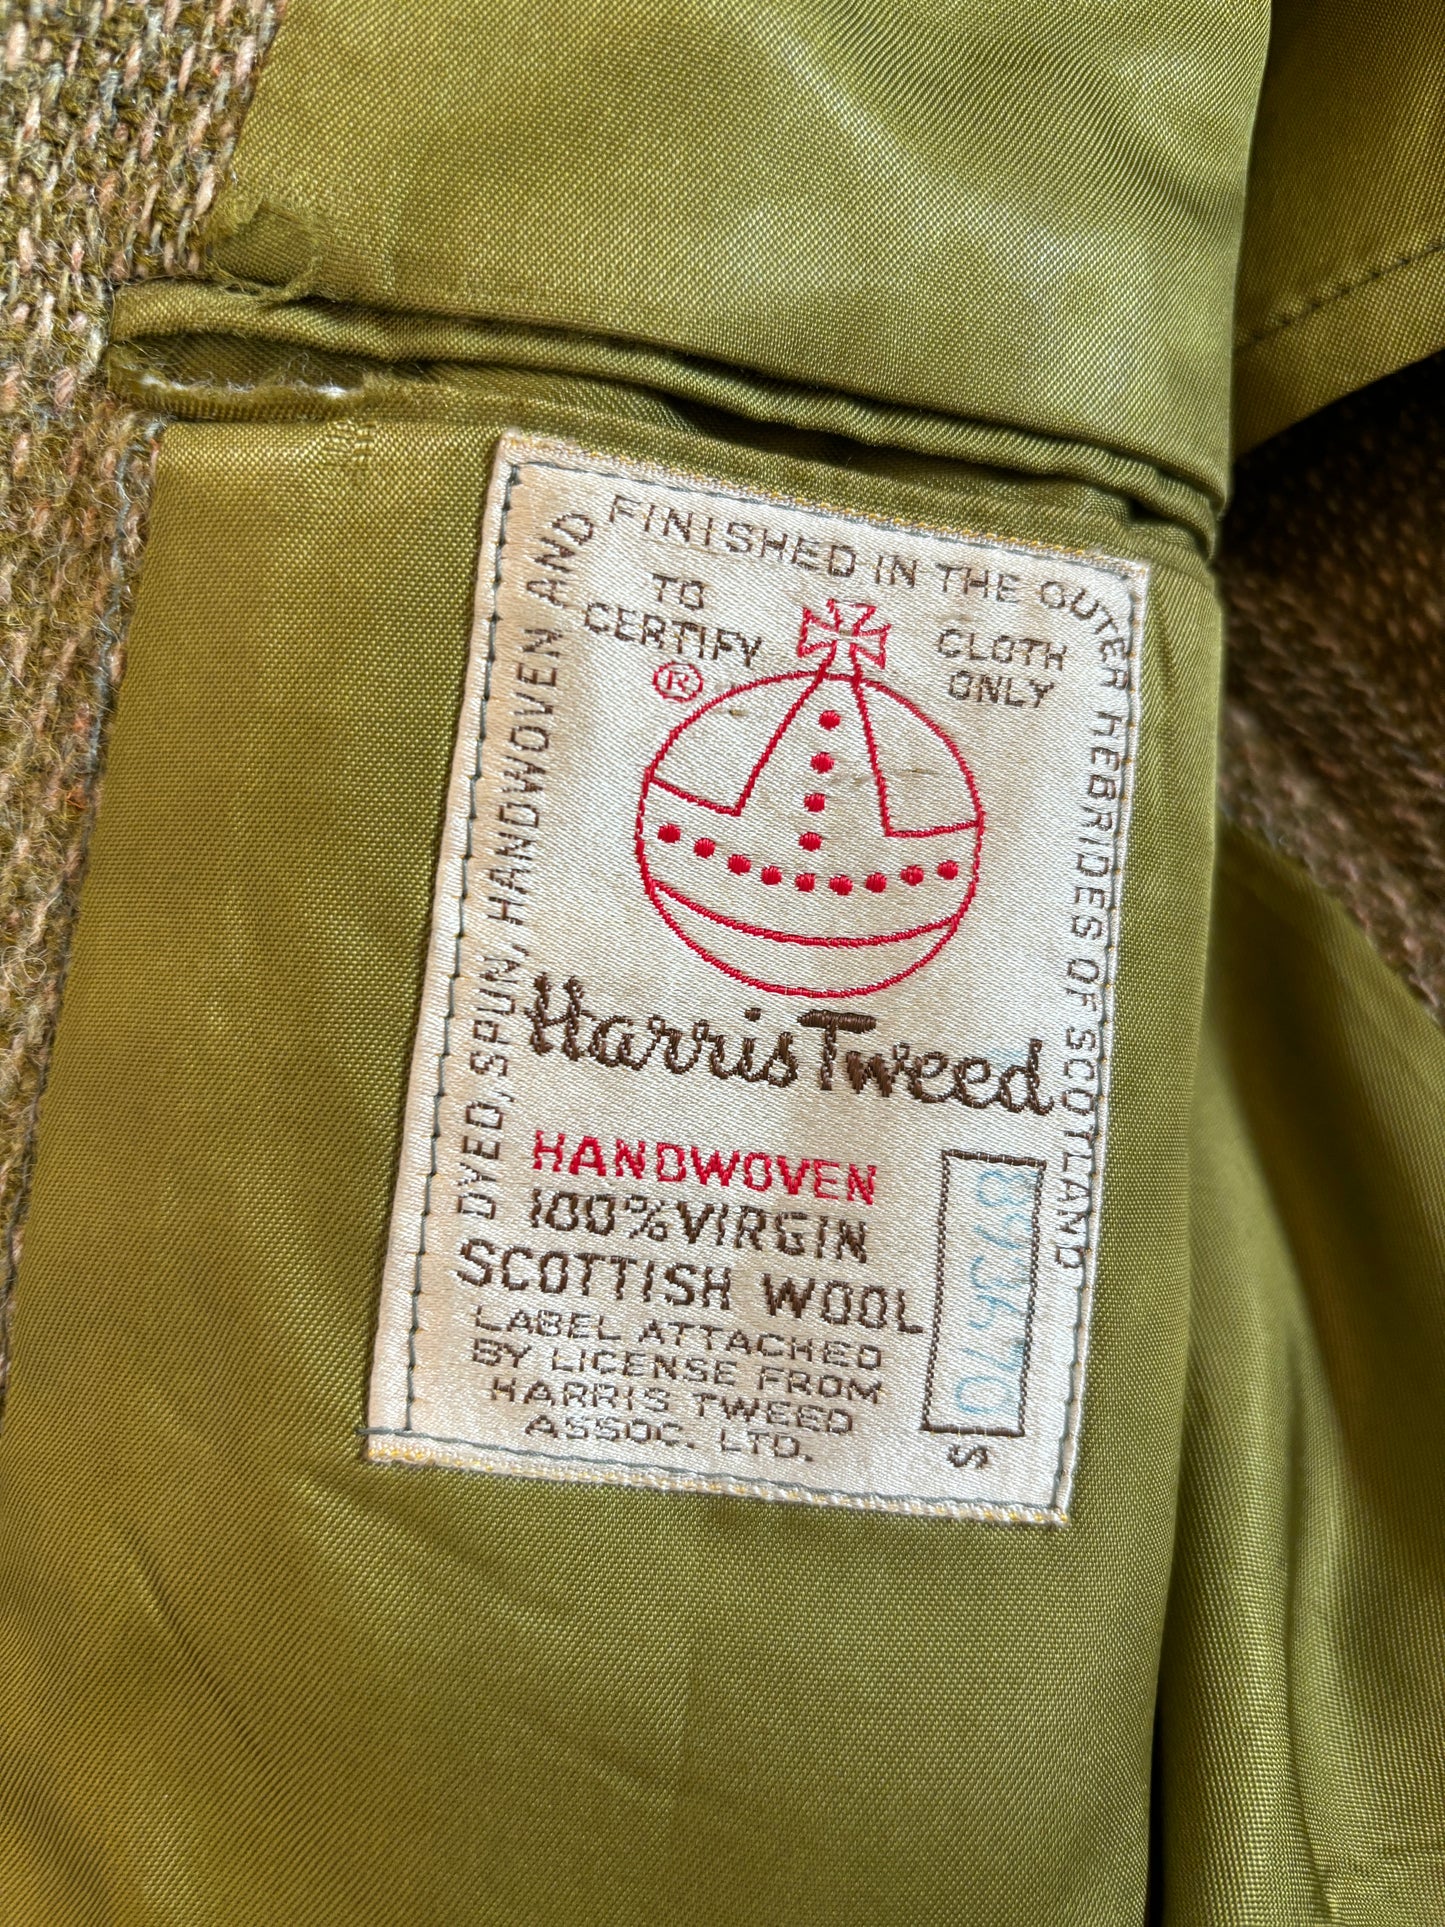 DYED, SPUN, HANDWOVEN AND FINISHED IN THE OUTER HEBRIDES OF SCOTLAND
TO
CERTIFY
CLOTH
ONLY
®
Harris Tweed
HANDWOVEN
100% VIRGIN
SCOTTISH WOOL
LABEL ATTACHED
BY LICENSE FROM
HARRIS TWEED
ASSOC. LTD.
S